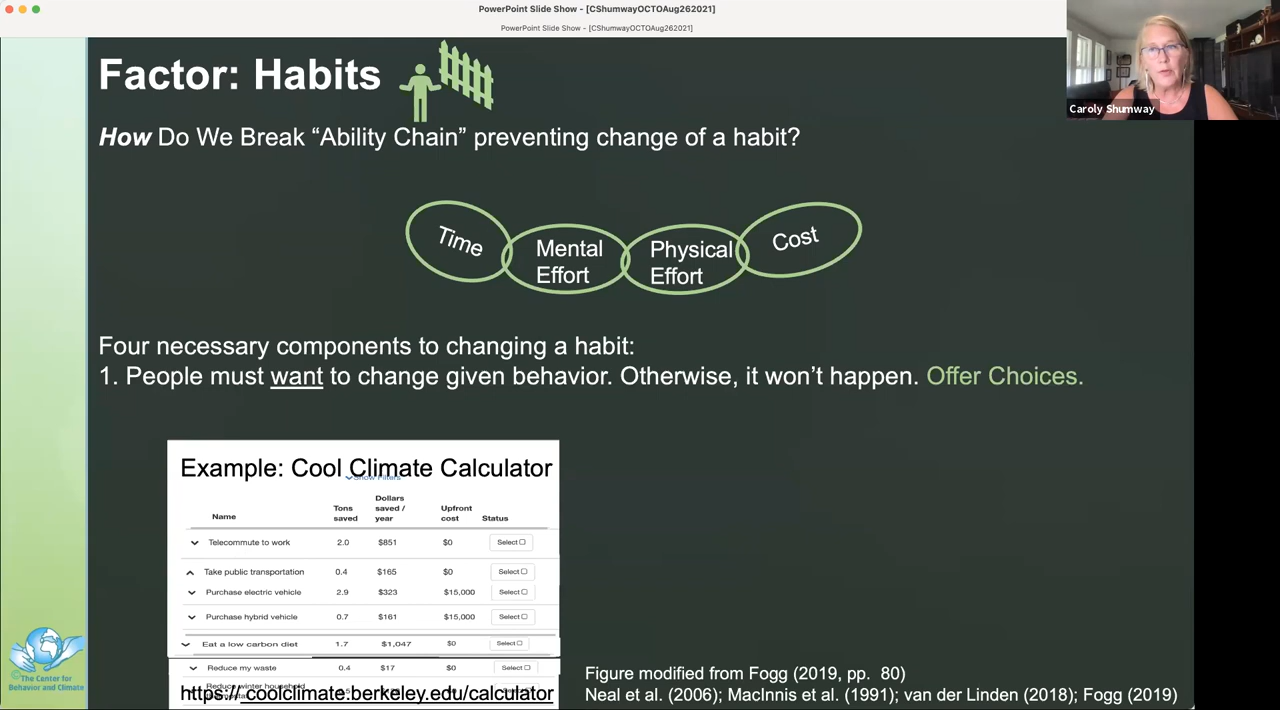 PowerPoint Slide Show - [CShumwayOCTOAug262021]
PowerPoint Slide Show - [CShumwayOCTOAug262021]
Caroly Shumway
Factor: Habits
How Do We Break “Ability Chain” preventing change of a habit?
Time
Mental
Effort
Physical
Effort
Cost
Four necessary components to changing a habit:
1. People must want to change given behavior. Otherwise, it won’t happen. Offer Choices.
Example: Cool Climate Calculator
Show Filters
Name Tons saved Dollars saved / year Upfront cost Status
Telecommute to work 2.0 $851 $0 Select
Take public transportation 0.4 $165 $0 Select
Purchase electric vehicle 2.9 $323 $15,000 Select
Purchase hybrid vehicle 0.7 $161 $15,000 Select
Eat a low carbon diet 1.7 $1,047 $0 Select
Reduce my waste 0.4 $17 $0 Select
Reduce winter household
https:// coolclimate.berkeley.edu/calculator
Figure modified from Fogg (2019, pp. 80)
Neal et al. (2006); MacInnis et al. (1991); van der Linden (2018); Fogg (2019)
©The Center for
Behavior and Climate